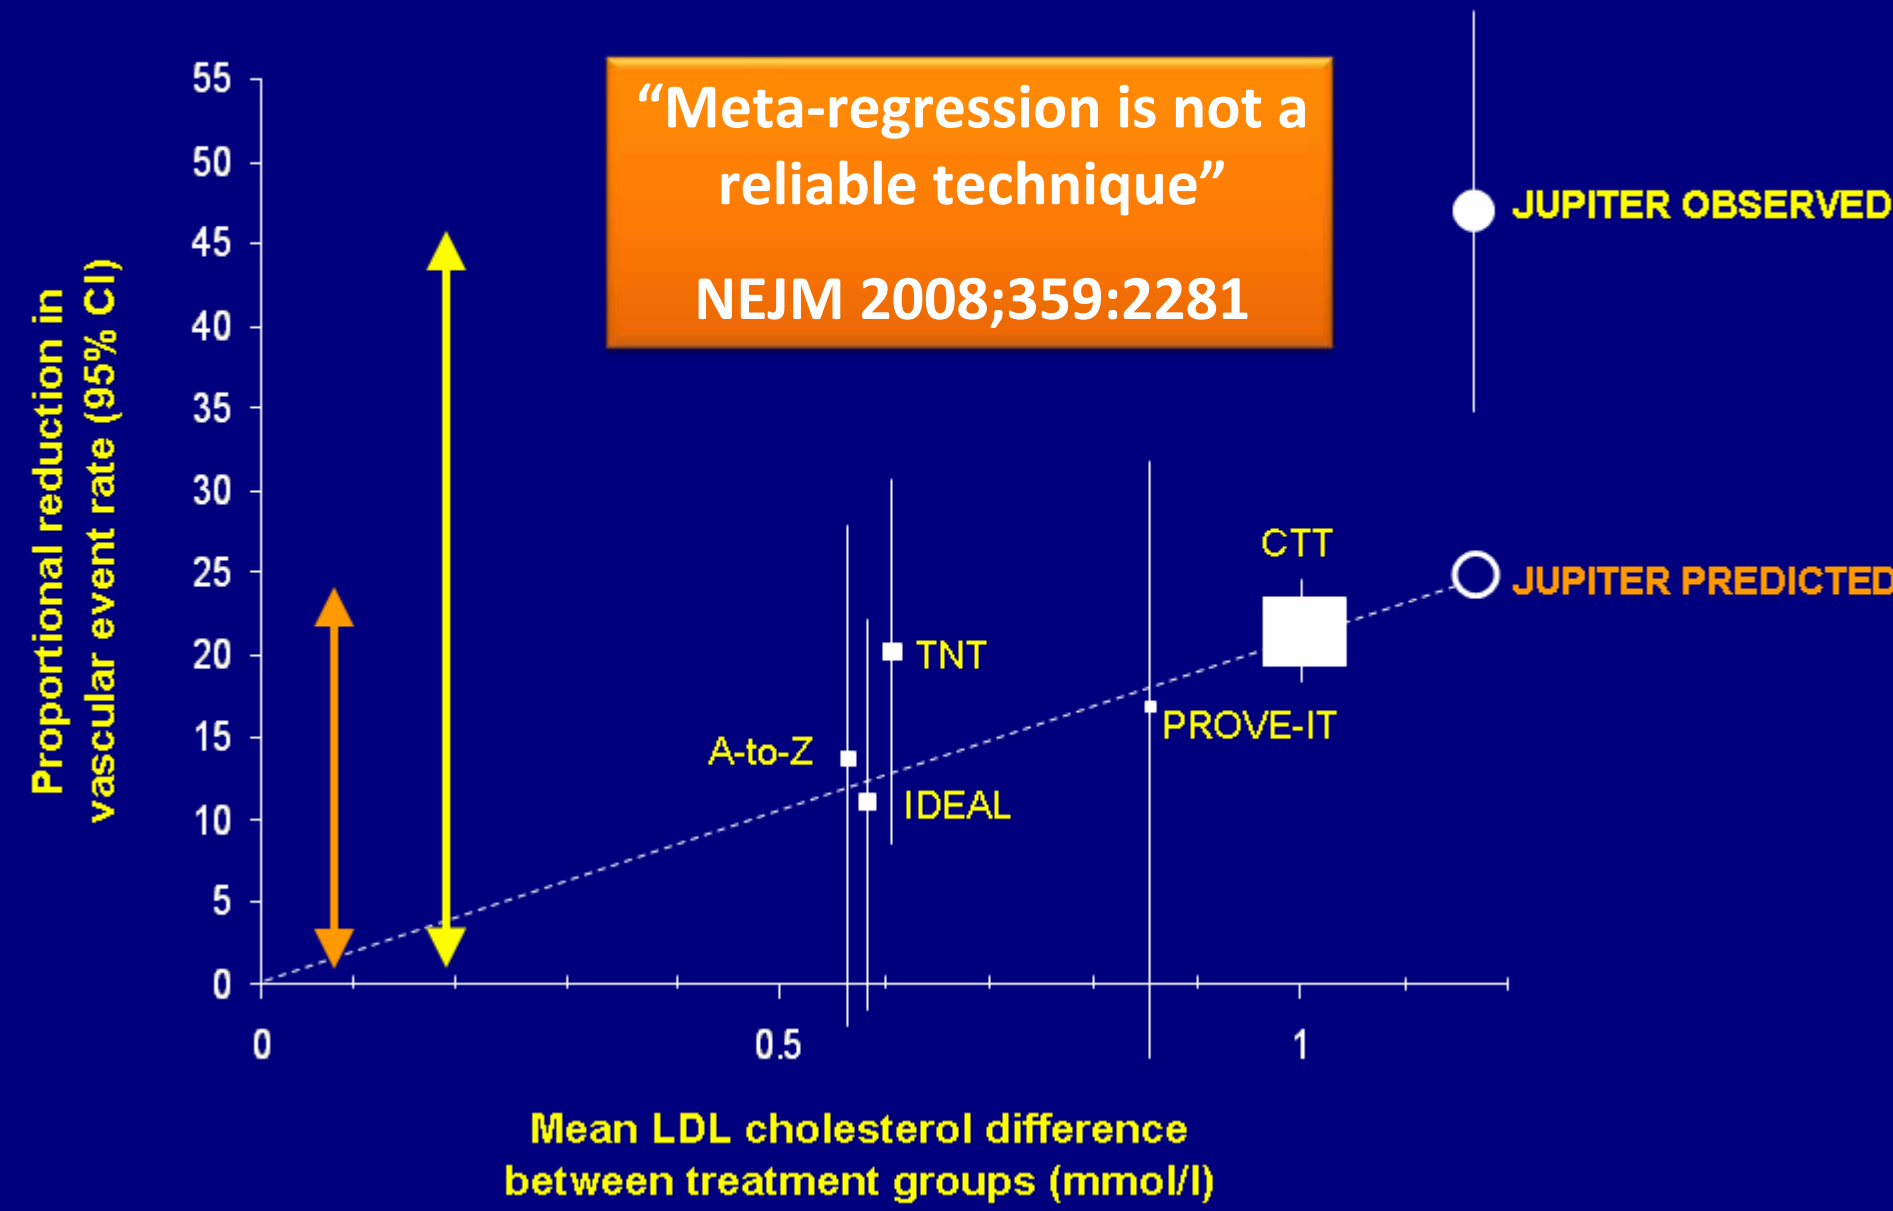 55
50
45
40
35
30
25
20
15
10
5
0
Proportional reduction in
vascular event rate (95% CI)
“Meta-regression is not a
reliable technique”
NEJM 2008;359:2281
JUPITER OBSERVED
CTT
JUPITER PREDICTED
TNT
PROVE-IT
A-to-Z
IDEAL
0
0.5
1
Mean LDL cholesterol difference
between treatment groups (mmol/l)